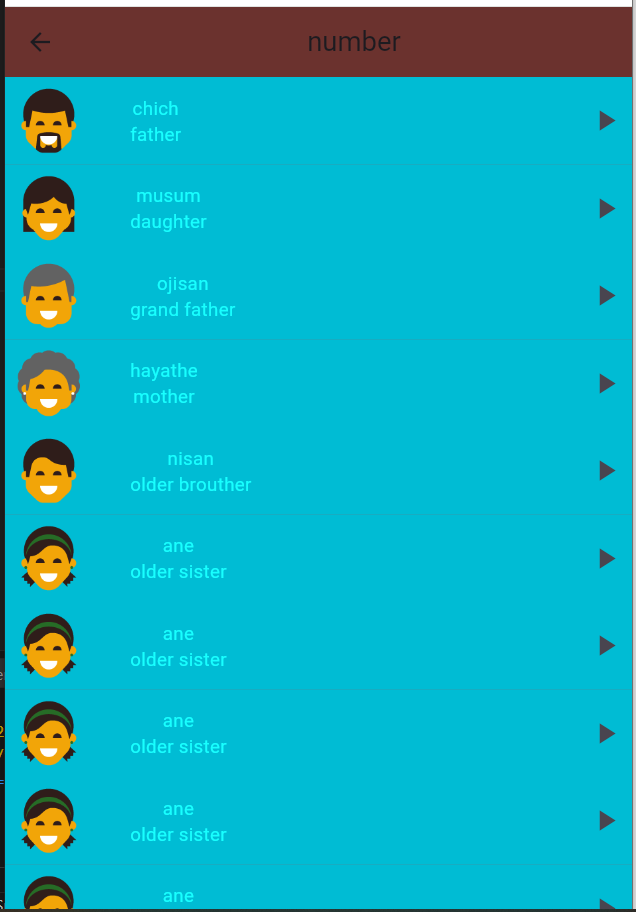 number
chich
father
musum
daughter
ojisan
grand father
hayathe
mother
nisan
older brouther
ane
older sister
ane
older sister
ane
older sister
ane
older sister
ane